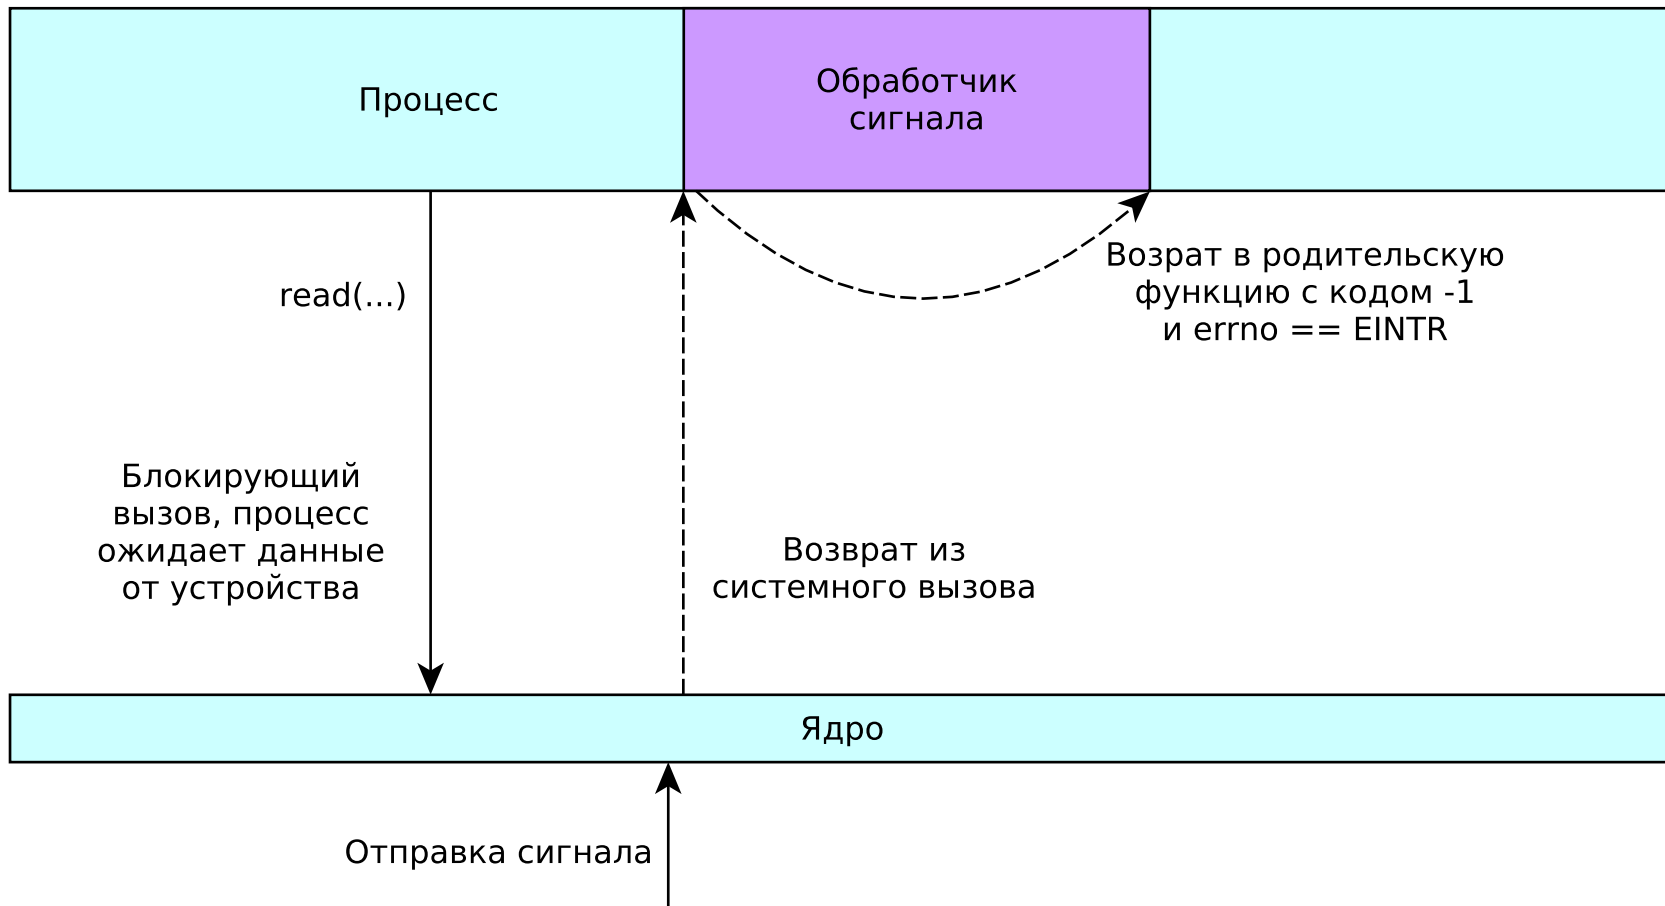 Процесс
Обработчик
сигнала
read(...)
Возрат в родительскую
функцию с кодом -1
и errno == EINTR
Блокирующий
вызов, процесс
ожидает данные
от устройства
Возврат из
системного вызова
Ядро
Отправка сигнала